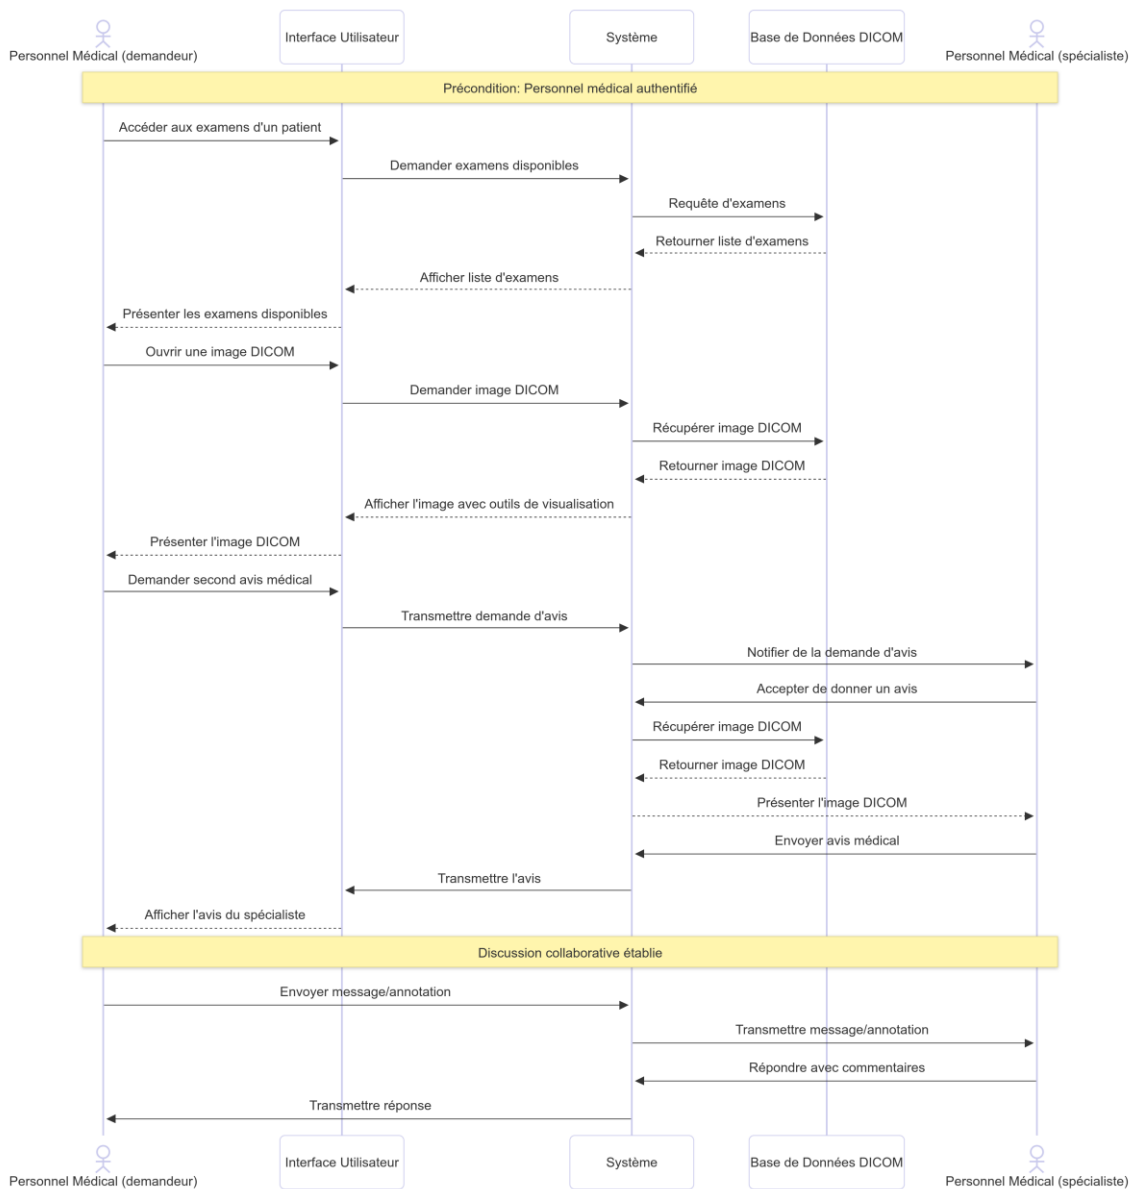 Personnel Médical (demandeur)
Interface Utilisateur
Système
Base de Données DICOM
Personnel Médical (spécialiste)
Précondition: Personnel médical authentifié
Accéder aux examens d'un patient
Demander examens disponibles
Requête d'examens
Retourner liste d'examens
Afficher liste d'examens
Présenter les examens disponibles
Ouvrir une image DICOM
Demander image DICOM
Récupérer image DICOM
Retourner image DICOM
Afficher l'image avec outils de visualisation
Présenter l'image DICOM
Demander second avis médical
Transmettre demande d'avis
Notifier de la demande d'avis
Accepter de donner un avis
Récupérer image DICOM
Retourner image DICOM
Présenter l'image DICOM
Envoyer avis médical
Transmettre l'avis
Afficher l'avis du spécialiste
Discussion collaborative établie
Envoyer message/annotation
Transmettre message/annotation
Répondre avec commentaires
Transmettre réponse
Personnel Médical (demandeur)
Interface Utilisateur
Système
Base de Données DICOM
Personnel Médical (spécialiste)